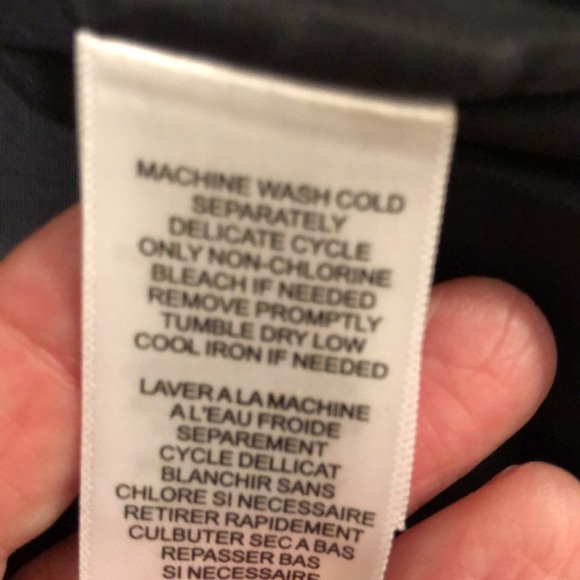 MACHINE WASH COLD
SEPARATELY
DELICATE CYCLE
ONLY NON-CHLORINE
BLEACH IF NEEDED
REMOVE PROMPTLY
TUMBLE DRY LOW
COOL IRON IF NEEDED
LAVER A LA MACHINE
A L'EAU FROIDE
SEPAREMENT
CYCLE DELLICAT
BLANCHIR SANS
CHLORE SI NECESSAIRE
RETIRER RAPIDEMENT
CULBUTER SEC A BAS
REPASSER BAS
SI NECESSAIRE